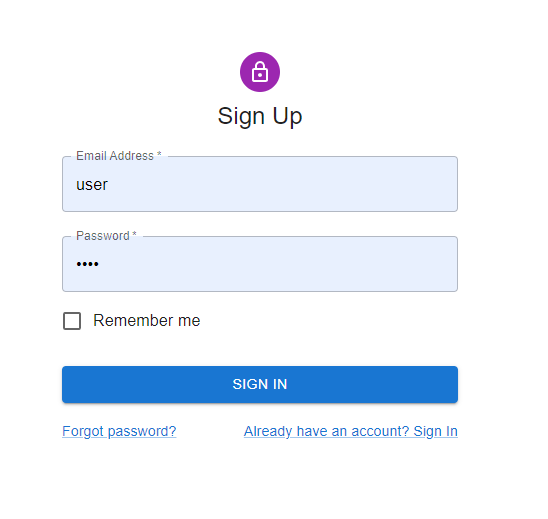 Sign Up
Email Address *
user
Password *
••••
Remember me
SIGN IN
Forgot password? Already have an account? Sign In